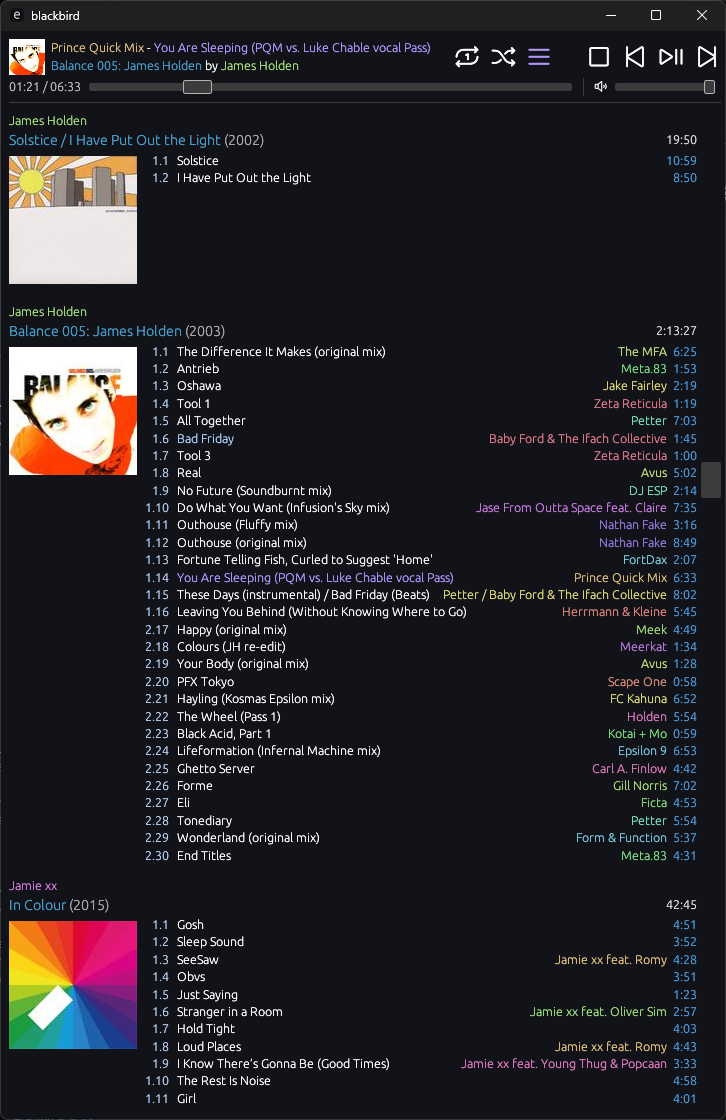 e blackbird
Prince Quick Mix - You Are Sleeping (PQM vs. Luke Chable vocal Pass)
Balance 005: James Holden by James Holden
01:21 / 06:33
James Holden
Solstice / I Have Put Out the Light (2002) 19:50
1.1 Solstice 10:59
1.2 I Have Put Out the Light 8:50
James Holden
Balance 005: James Holden (2003) 2:13:27
BALANCE
1.1 The Difference It Makes (original mix) The MFA 6:25
1.2 Antrieb Meta.83 1:53
1.3 Oshawa Jake Fairley 2:19
1.4 Tool 1 Zeta Reticula 1:19
1.5 All Together Petter 7:03
1.6 Bad Friday Baby Ford & The Ifach Collective 1:45
1.7 Tool 3 Zeta Reticula 1:00
1.8 Real Avus 5:02
1.9 No Future (Soundburnt mix) DJ ESP 2:14
1.10 Do What You Want (Infusion's Sky mix) Jase From Outta Space feat. Claire 7:35
1.11 Outhouse (Fluffy mix) Nathan Fake 3:16
1.12 Outhouse (original mix) Nathan Fake 8:49
1.13 Fortune Telling Fish, Curled to Suggest 'Home' FortDax 2:07
1.14 You Are Sleeping (PQM vs. Luke Chable vocal Pass) Prince Quick Mix 6:33
1.15 These Days (instrumental) / Bad Friday (Beats) Petter / Baby Ford & The Ifach Collective 8:02
1.16 Leaving You Behind (Without Knowing Where to Go) Herrmann & Kleine 5:45
2.17 Happy (original mix) Meek 4:49
2.18 Colours (JH re-edit) Meerkat 1:34
2.19 Your Body (original mix) Avus 1:28
2.20 PFX Tokyo Scape One 0:58
2.21 Hayling (Kosmas Epsilon mix) FC Kahuna 6:52
2.22 The Wheel (Pass 1) Holden 5:54
2.23 Black Acid, Part 1 Kotai + Mo 0:59
2.24 Lifeformation (Infernal Machine mix) Epsilon 9 6:53
2.25 Ghetto Server Carl A. Finlow 4:42
2.26 Forme Gill Norris 7:02
2.27 Eli Ficta 4:53
2.28 Tonediary Petter 5:54
2.29 Wonderland (original mix) Form & Function 5:37
2.30 End Titles Meta.83 4:31
Jamie xx
In Colour (2015) 42:45
1.1 Gosh 4:51
1.2 Sleep Sound 3:52
1.3 SeeSaw Jamie xx feat. Romy 4:28
1.4 Obvs 3:51
1.5 Just Saying 1:23
1.6 Stranger in a Room Jamie xx feat. Oliver Sim 2:57
1.7 Hold Tight 4:03
1.8 Loud Places Jamie xx feat. Romy 4:43
1.9 I Know There's Gonna Be (Good Times) Jamie xx feat. Young Thug & Popcaan 3:33
1.10 The Rest Is Noise 4:58
1.11 Girl 4:01